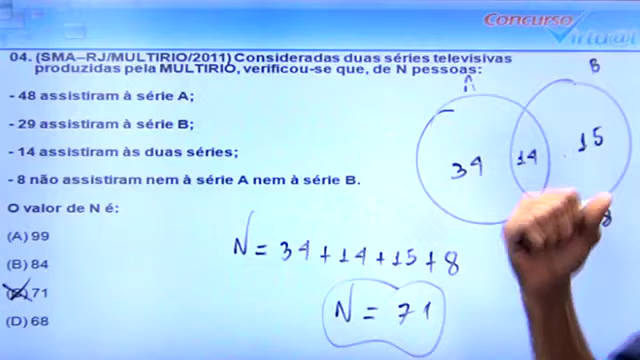 Concurso
Virtual
04. (SMA–RJ/MULTIRIO/2011) Consideradas duas séries televisivas
produzidas pela MULTIRIO, verificou-se que, de N pessoas:
- 48 assistiram à série A;
- 29 assistiram à série B;
- 14 assistiram às duas séries;
- 8 não assistiram nem à série A nem à série B.
O valor de N é:
(A) 99
(B) 84
(C) 71
(D) 68
A
B
34
14
15
8
N = 34 + 14 + 15 + 8
N = 71